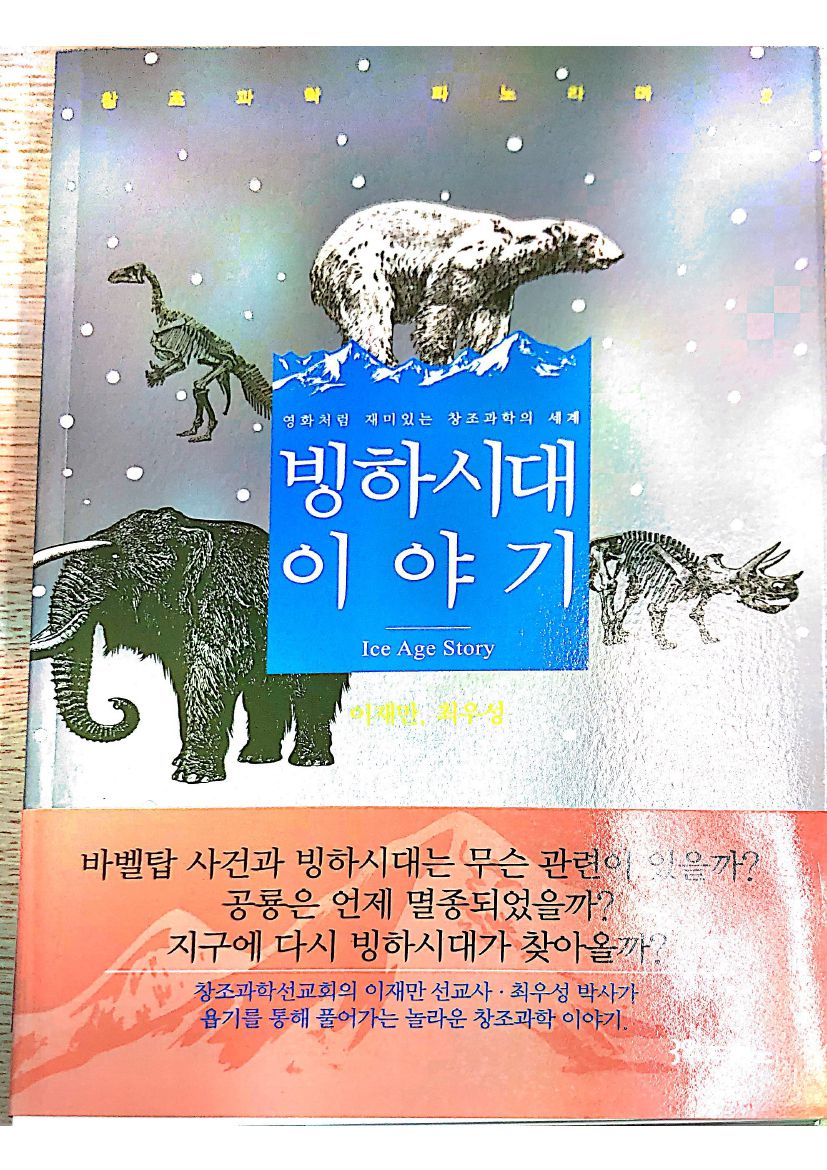 창조과학 파노라마
영화처럼 재미있는 창조과학의 세계
빙하시대
이야기
Ice Age Story
이재만, 최우성
바벨탑 사건과 빙하시대는 무슨 관련이 있을까?
공룡은 언제 멸종되었을까?
지구에 다시 빙하시대가 찾아올까?
창조과학선교회의 이재만 선교사·최우성 박사가
욥기를 통해 풀어가는 놀라운 창조과학 이야기.